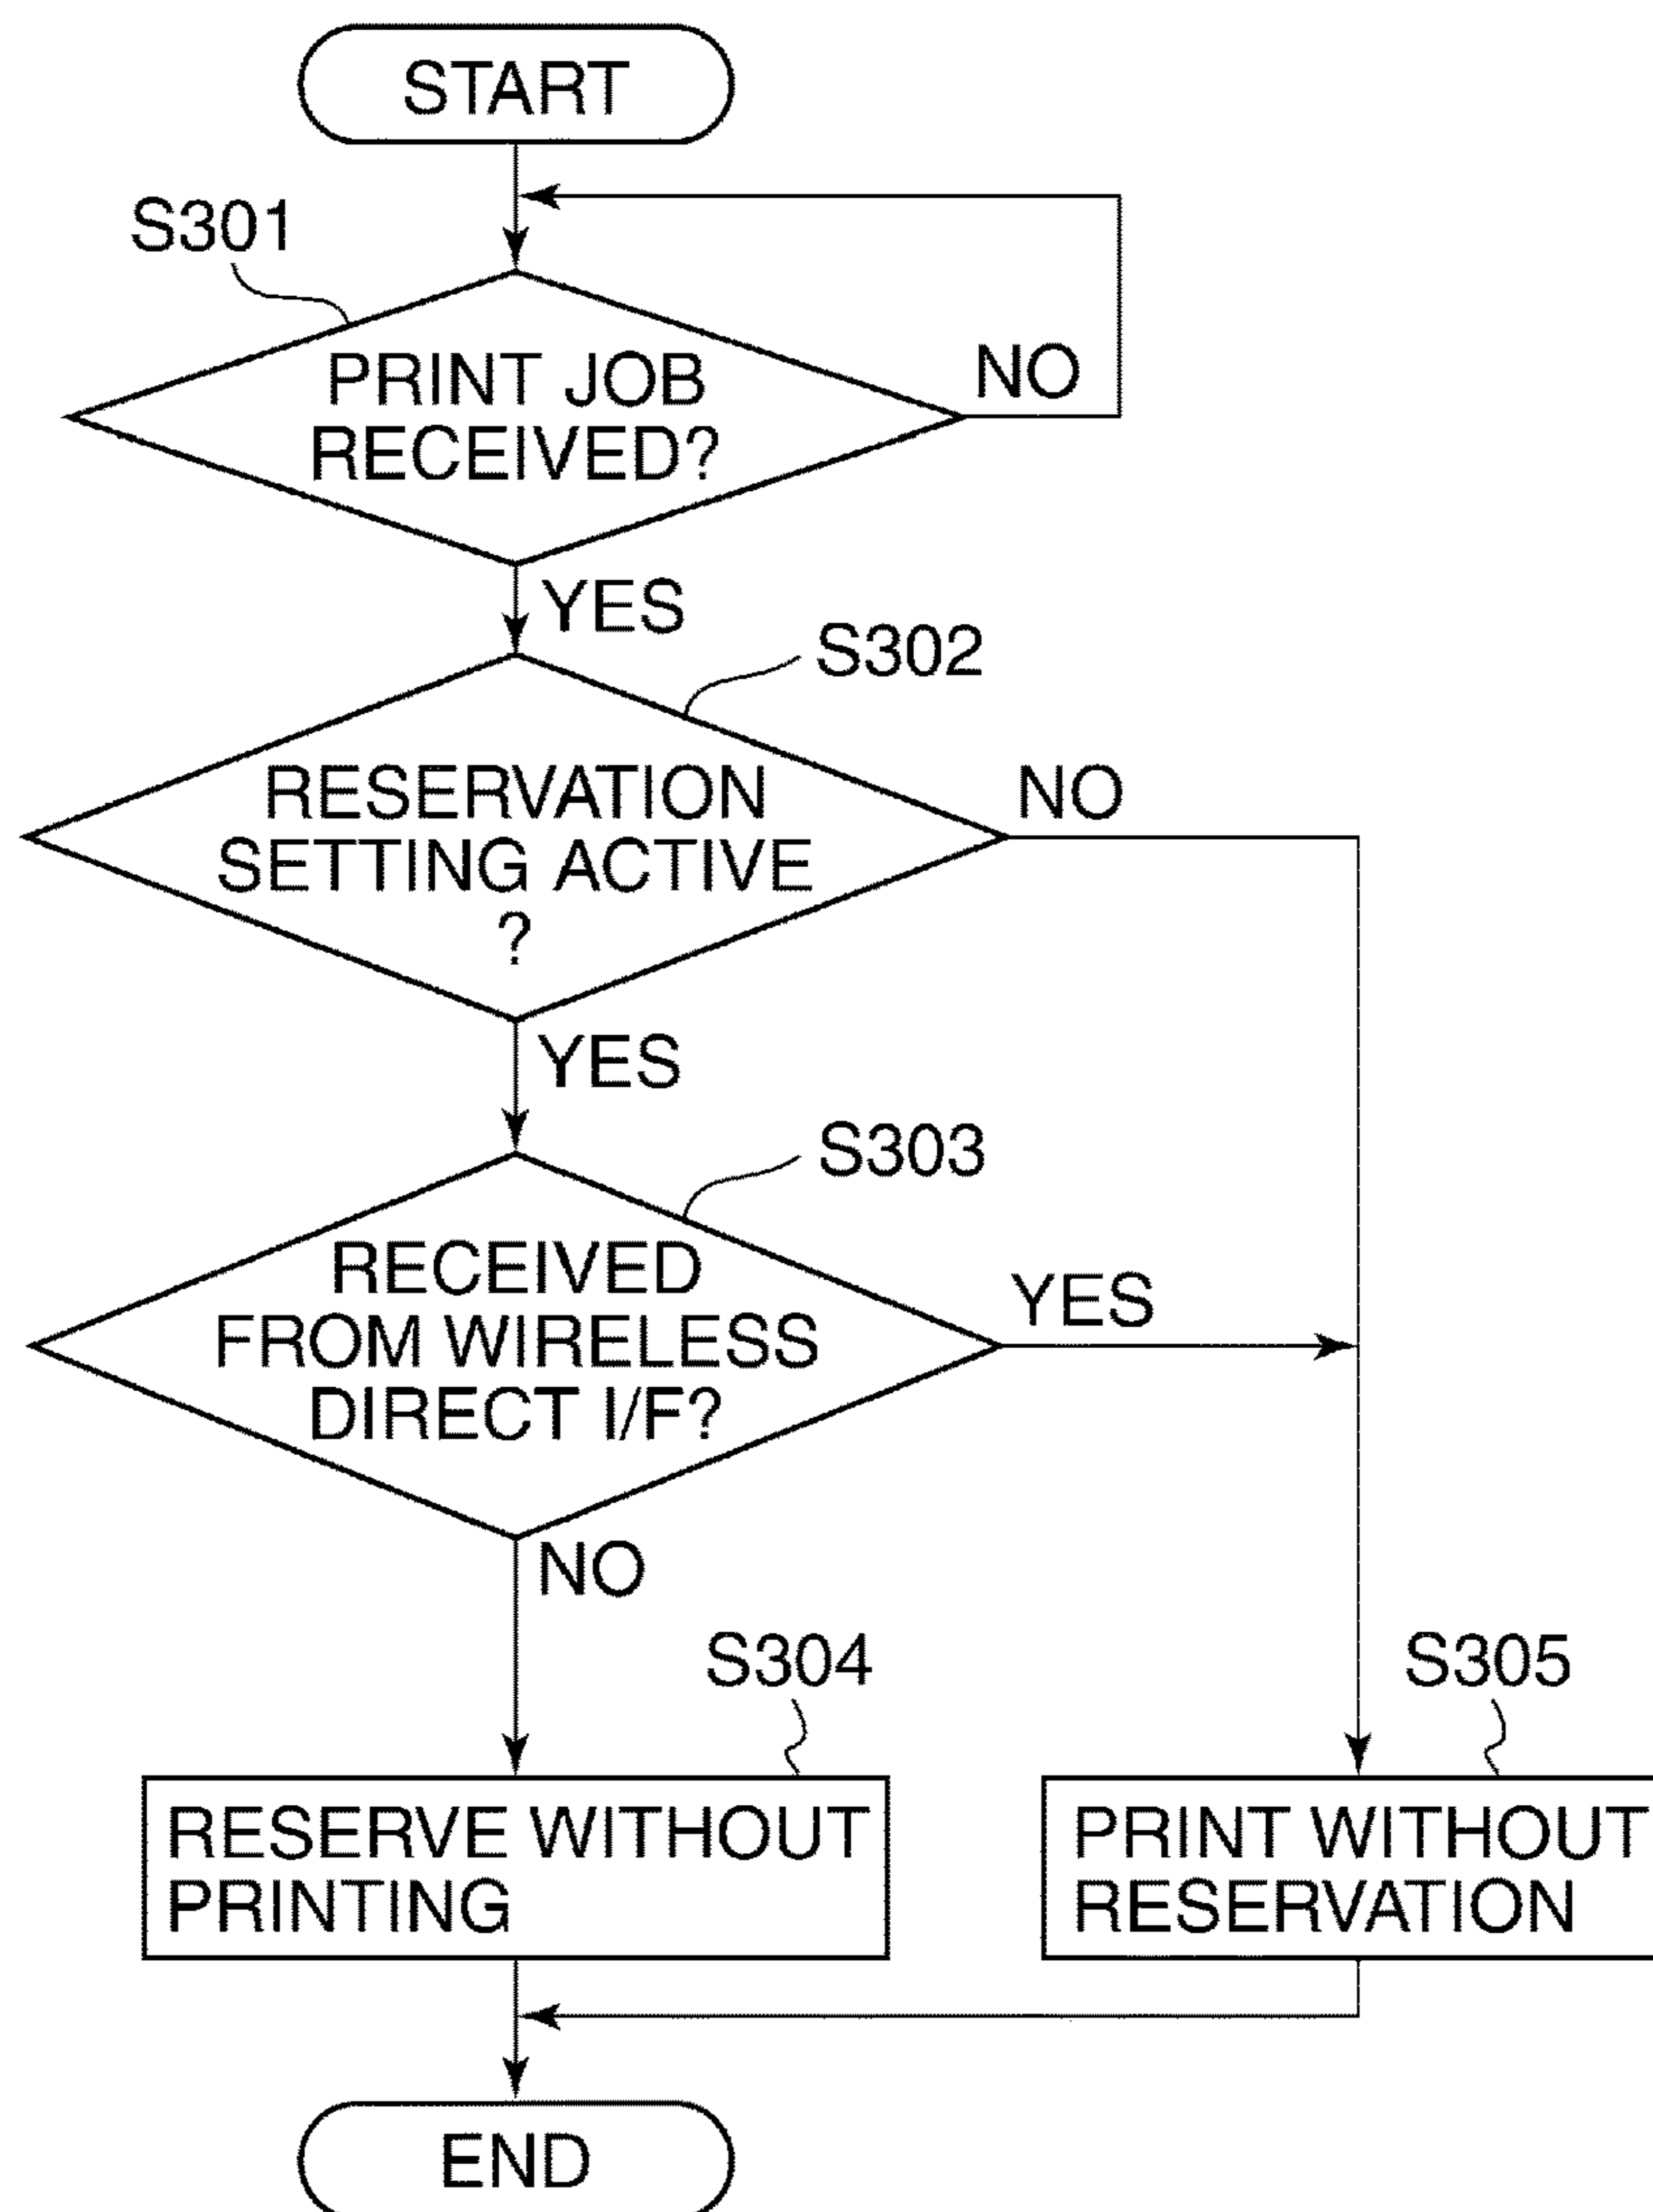 START
S301
PRINT JOB
RECEIVED?
NO
YES
S302
RESERVATION
SETTING ACTIVE
?
NO
YES
S303
RECEIVED
FROM WIRELESS
DIRECT I/F?
YES
NO
S304
S305
RESERVE WITHOUT
PRINTING
PRINT WITHOUT
RESERVATION
END